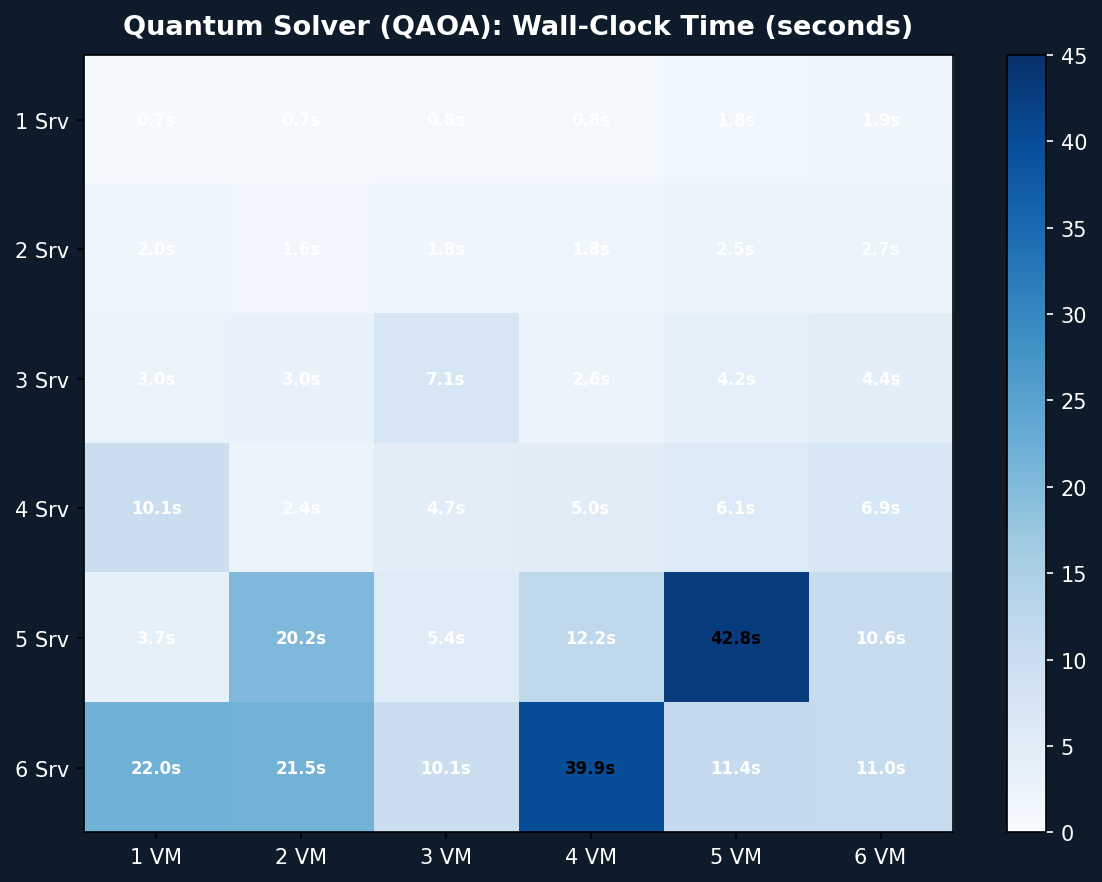 Quantum Solver (QAOA): Wall-Clock Time (seconds)
1 Srv 0.7s 0.7s 0.8s 0.8s 1.8s 1.9s
2 Srv 2.0s 1.6s 1.8s 1.8s 2.5s 2.7s
3 Srv 3.0s 3.0s 7.1s 2.6s 4.2s 4.4s
4 Srv 10.1s 2.4s 4.7s 5.0s 6.1s 6.9s
5 Srv 3.7s 20.2s 5.4s 12.2s 42.8s 10.6s
6 Srv 22.0s 21.5s 10.1s 39.9s 11.4s 11.0s
1 VM 2 VM 3 VM 4 VM 5 VM 6 VM
45
40
35
30
25
20
15
10
5
0